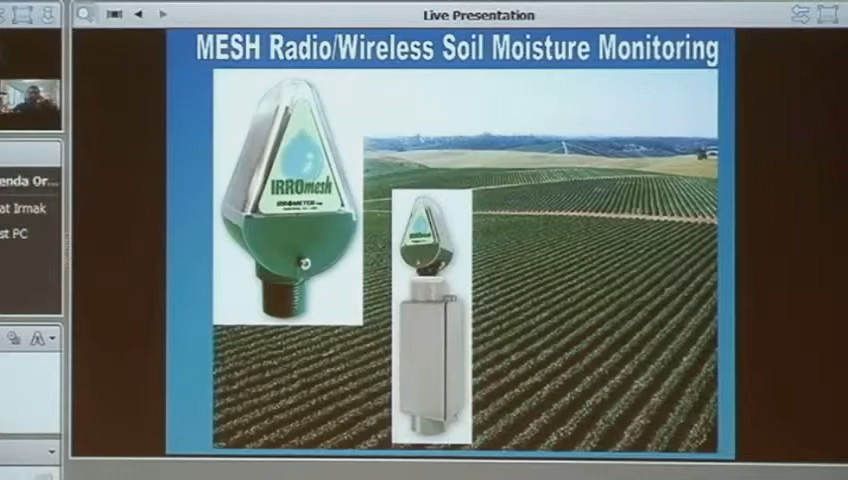 Live Presentation
MESH Radio/Wireless Soil Moisture Monitoring
IRROmesh
IRROMETER
enda Or...
at Irmak
st PC